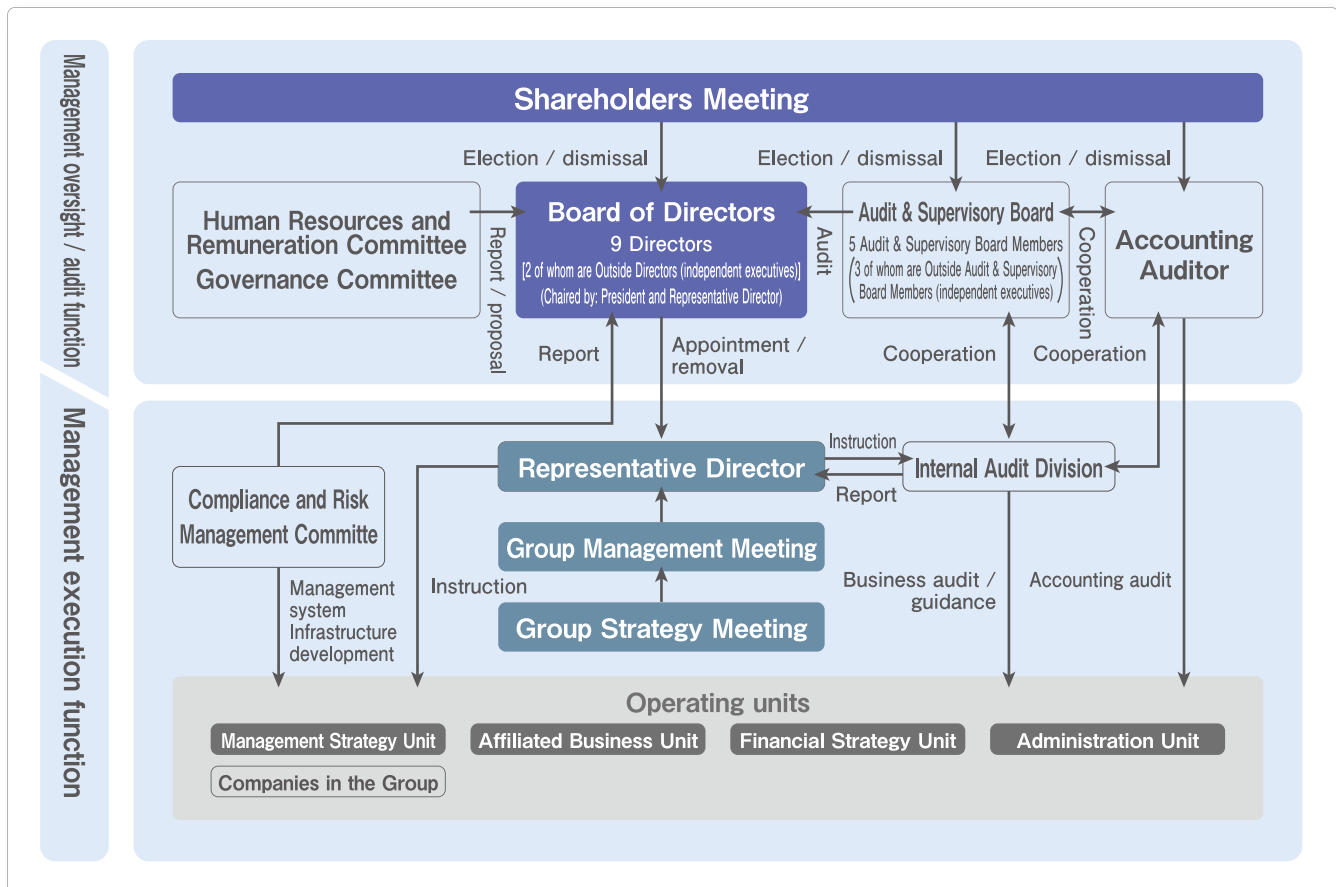 Management oversight / audit function
Shareholders Meeting
Election / dismissal
Election / dismissal
Election / dismissal
Human Resources and
Remuneration Committee
Governance Committee
Report / proposal
Board of Directors
9 Directors
[2 of whom are Outside Directors (independent executives)]
(Chaired by: President and Representative Director)
Audit
Audit & Supervisory Board
5 Audit & Supervisory Board Members
(3 of whom are Outside Audit & Supervisory
Board Members (independent executives))
Cooperation
Accounting
Auditor
Report
Appointment /
removal
Cooperation
Cooperation
Management execution function
Compliance and Risk
Management Committe
Representative Director
Instruction
Report
Internal Audit Division
Group Management Meeting
Group Strategy Meeting
Management
system
Infrastructure
development
Instruction
Business audit /
guidance
Accounting audit
Operating units
Management Strategy Unit
Affiliated Business Unit
Financial Strategy Unit
Administration Unit
Companies in the Group